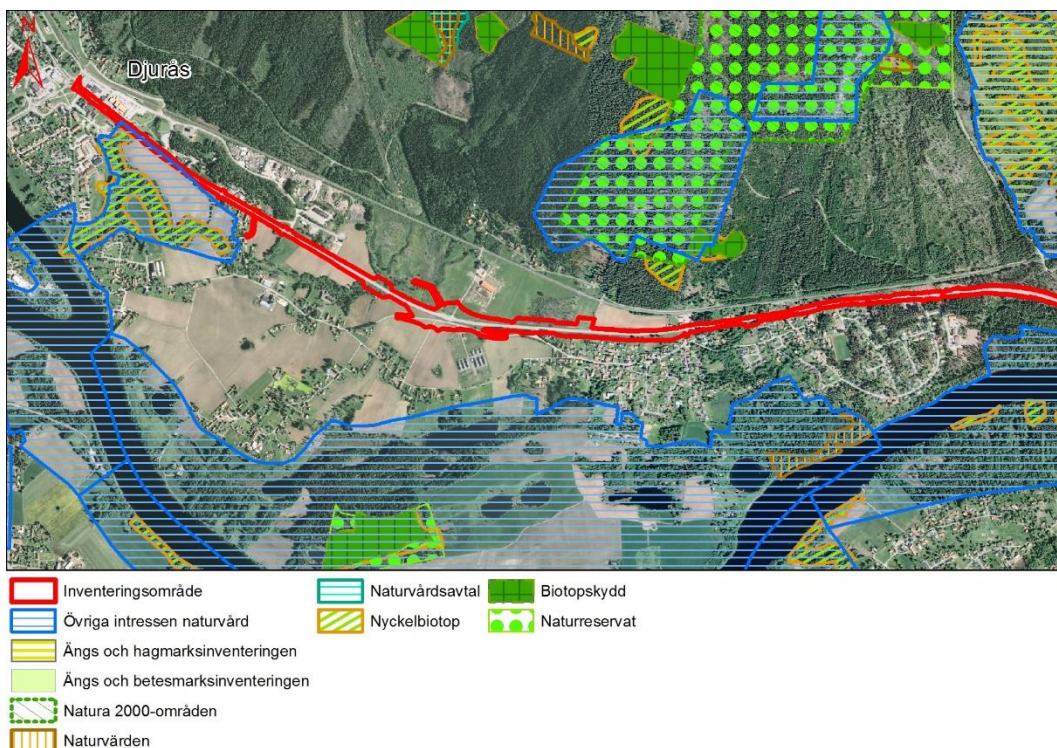 N
Djurås
Inventeringsområde
Övriga intressen naturvård
Ängs och hagmarksinventeringen
Ängs och betesmarksinventeringen
Natura 2000-områden
Naturvärden
Naturvårdsavtal
Nyckelbiotop
Biotopskydd
Naturreservat